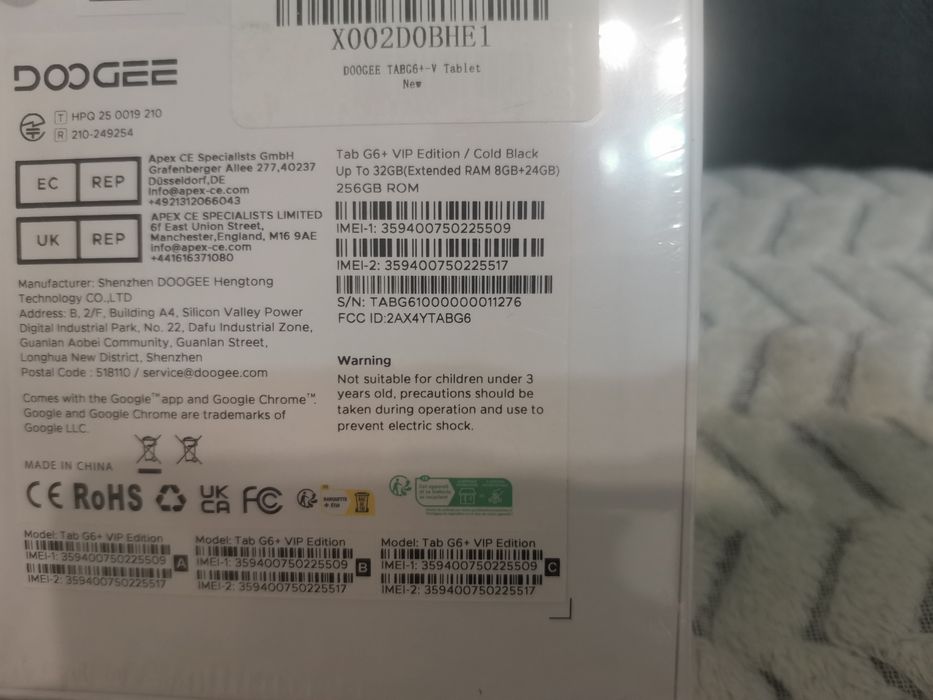 X002D0BHE1
DOOGEE TABG6+-V Tablet
New
DOOGEE
T HPQ 25 0019 210
R 210-249254
EC REP
Apex CE Specialists GmbH
Grafenberger Allee 277,40237
Düsseldorf,DE
Info@apex-ce.com
+4921312066043
UK REP
APEX CE SPECIALISTS LIMITED
6f East Union Street,
Manchester,England, M16 9AE
info@apex-ce.com
+441616371080
Manufacturer: Shenzhen DOOGEE Hengtong
Technology CO.,LTD
Address: B, 2/F, Building A4, Silicon Valley Power
Digital Industrial Park, No. 22, Dafu Industrial Zone,
Guanlan Aobei Community, Guanlan Street,
Longhua New District, Shenzhen
Postal Code : 518110 / service@doogee.com
Comes with the Google™ app and Google Chrome™.
Google and Google Chrome are trademarks of
Google LLC.
MADE IN CHINA
CE RoHS UK CA FC
Tab G6+ VIP Edition / Cold Black
Up To 32GB(Extended RAM 8GB+24GB)
256GB ROM
IMEI-1: 359400750225509
IMEI-2: 359400750225517
S/N: TABG61000000011276
FCC ID:2AX4YTABG6
Warning
Not suitable for children under 3
years old, precautions should be
taken during operation and use to
prevent electric shock.
Model: Tab G6+ VIP Edition
IMEI-1: 359400750225509
IMEI-2: 359400750225517
A
Model: Tab G6+ VIP Edition
IMEI-1: 359400750225509
IMEI-2: 359400750225517
B
Model: Tab G6+ VIP Edition
IMEI-1: 359400750225509
IMEI-2: 359400750225517
C